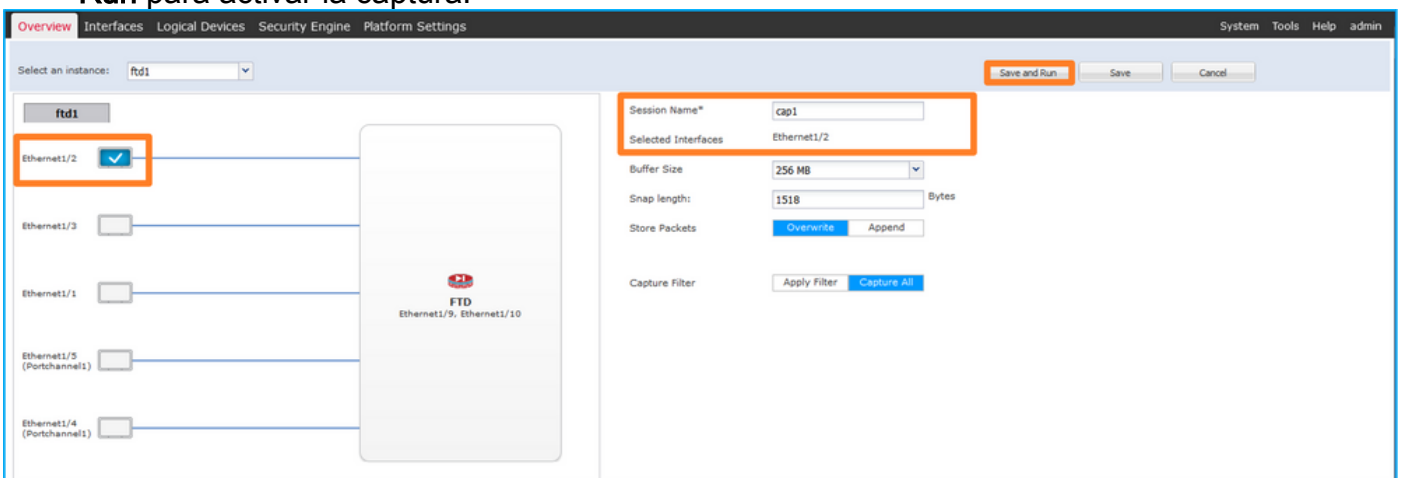 Run para activar la captura.
Overview Interfaces Logical Devices Security Engine Platform Settings System Tools Help admin
Select an instance: ftd1 Save and Run Save Cancel
ftd1
Ethernet1/2
Ethernet1/3
Ethernet1/1
Ethernet1/5
(Portchannel1)
Ethernet1/4
(Portchannel1)
FTD
Ethernet1/9, Ethernet1/10
Session Name* cap1
Selected Interfaces Ethernet1/2
Buffer Size 256 MB
Snap length: 1518 Bytes
Store Packets Overwrite Append
Capture Filter Apply Filter Capture All